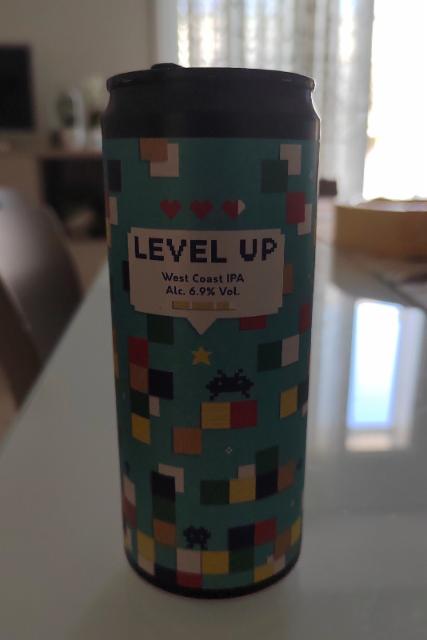 LEVEL UP
West Coast IPA
Alc. 6.9% Vol.